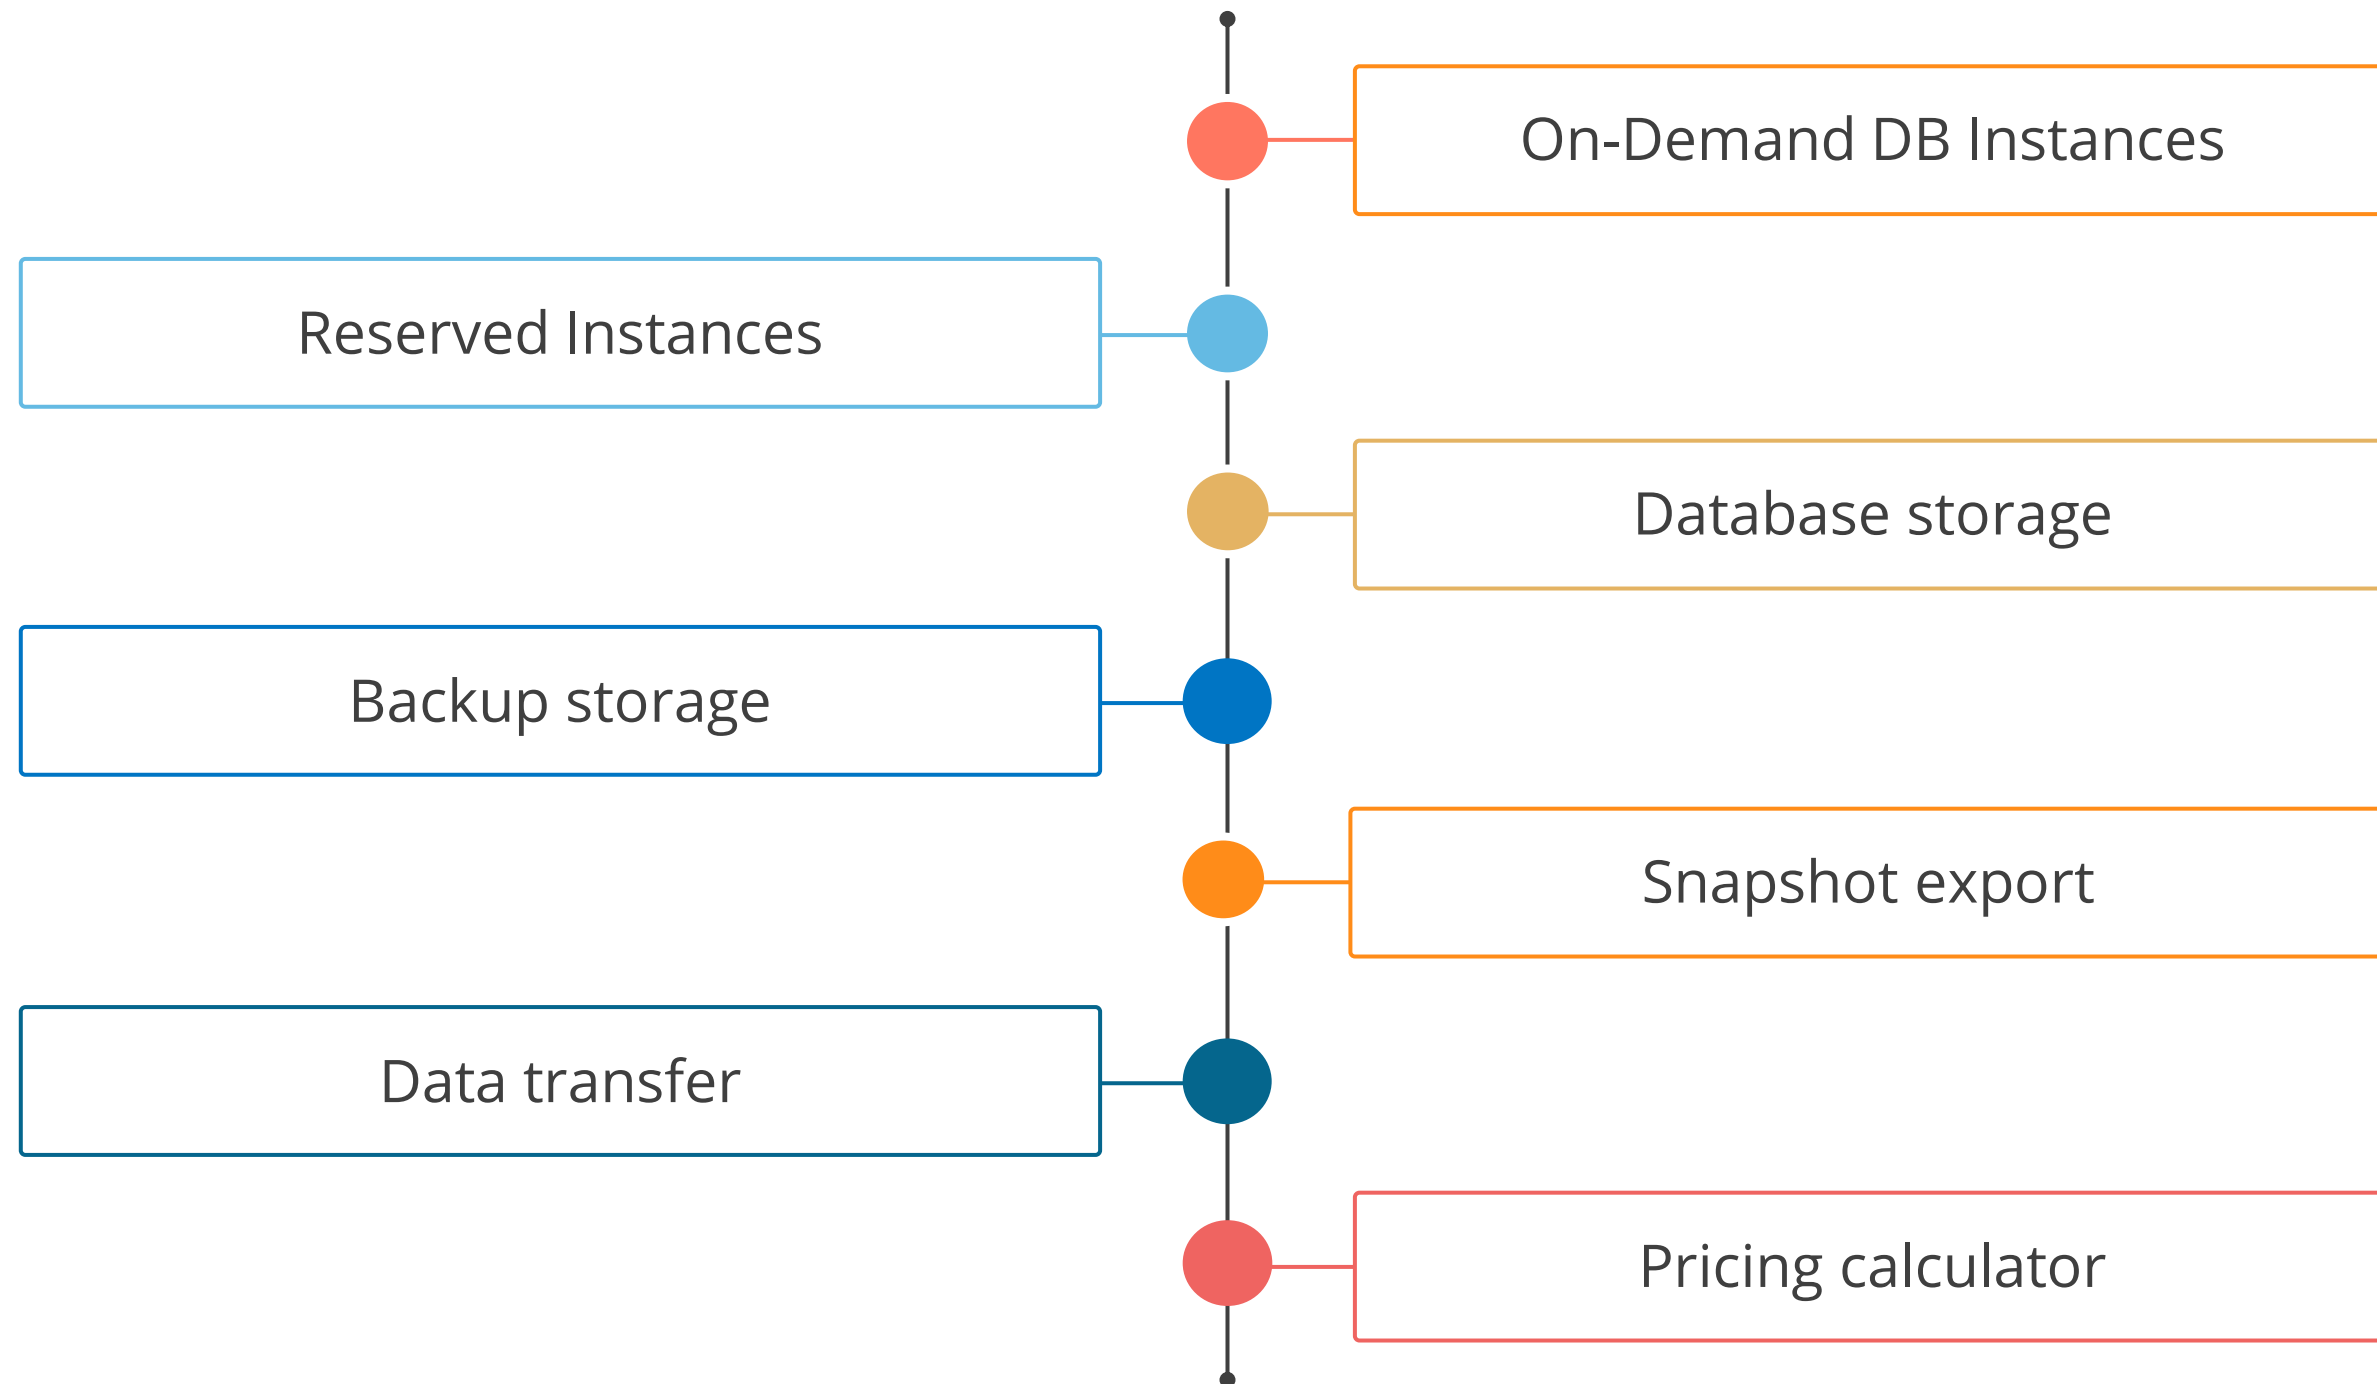 On-Demand DB Instances
Reserved Instances
Database storage
Backup storage
Snapshot export
Data transfer
Pricing calculator